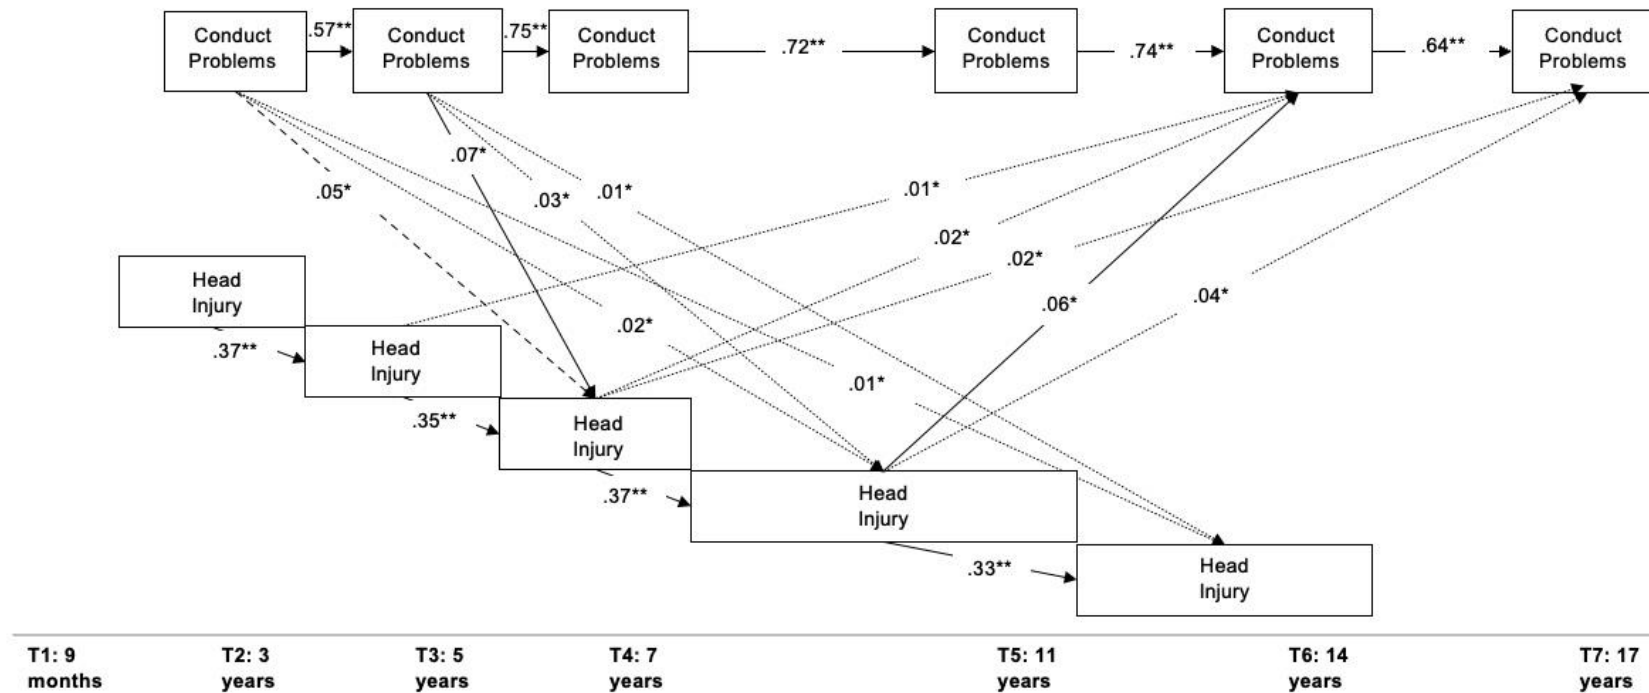 Conduct
Problems
.57**
Conduct
Problems
.75**
Conduct
Problems
.72**
Conduct
Problems
.74**
Conduct
Problems
.64**
Conduct
Problems
.07*
.05*
.03*
.01*
.01*
.02*
.02*
.06*
.04*
.02*
.01*
Head
Injury
.37**
Head
Injury
.35**
Head
Injury
.37**
Head
Injury
.33**
Head
Injury
T1: 9
months
T2: 3
years
T3: 5
years
T4: 7
years
T5: 11
years
T6: 14
years
T7: 17
years